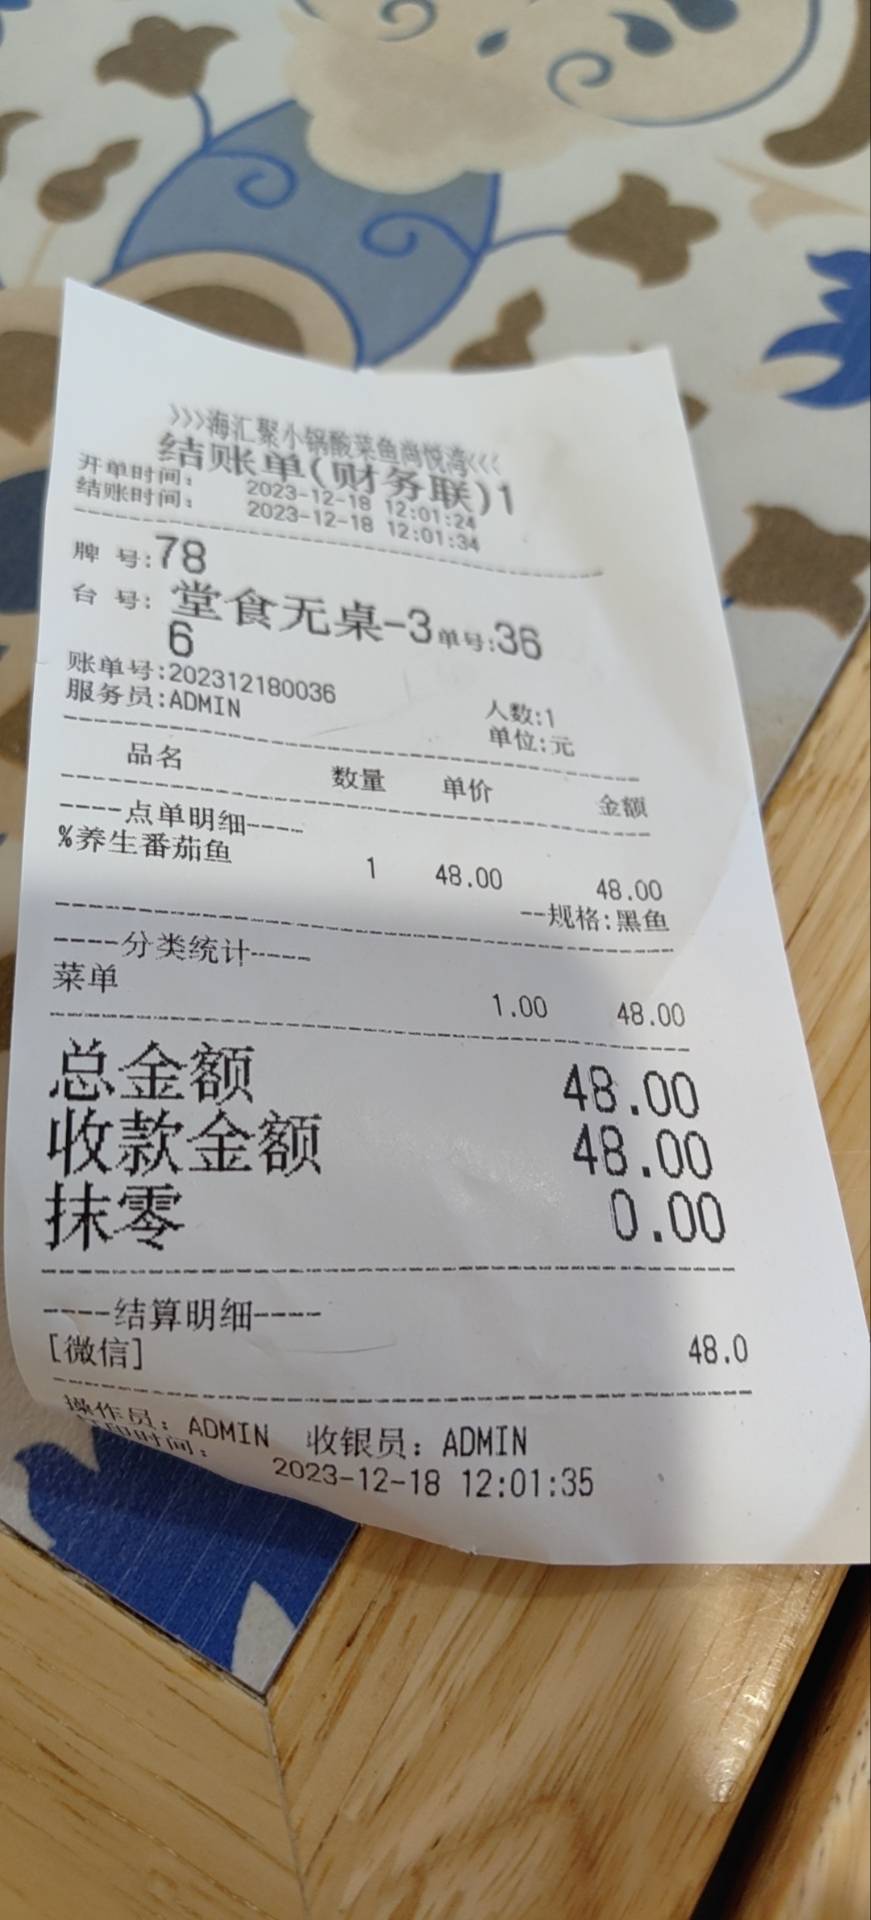 >>>海汇聚小锅酸菜鱼尚悦湾<<<
结账单(财务联)1
开单时间: 2023-12-18 12:01:24
结账时间: 2023-12-18 12:01:34
牌 号:78
台 号: 堂食无桌-3 单号:36
6
账单号:202312180036 人数:1
服务员:ADMIN 单位:元
品名 数量 单价 金额
----点单明细----
%养生番茄鱼 1 48.00 48.00
--规格:黑鱼
----分类统计-----
菜单 1.00 48.00
总金额 48.00
收款金额 48.00
抹零 0.00
----结算明细----
[微信] 48.0
操作员: ADMIN 收银员: ADMIN
打印时间: 2023-12-18 12:01:35